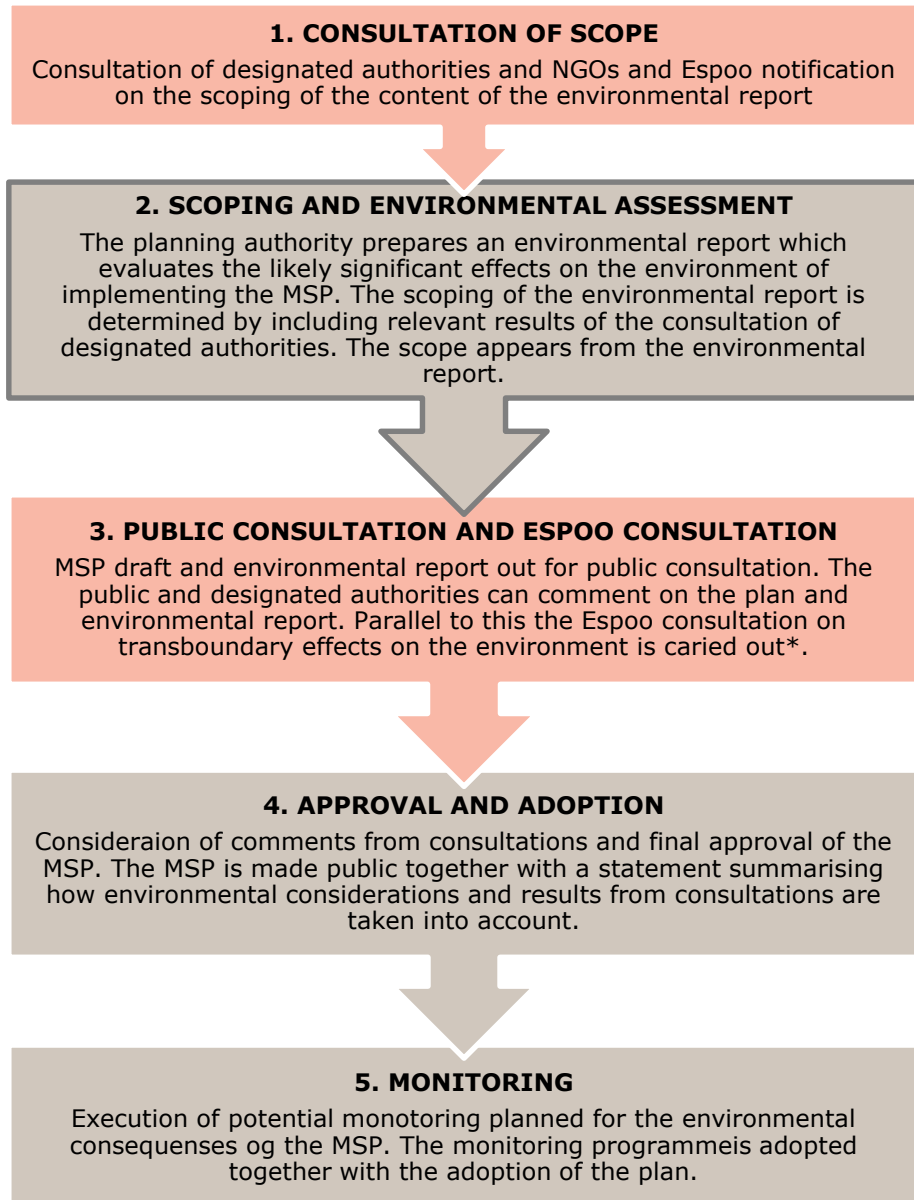 1. CONSULTATION OF SCOPE
Consultation of designated authorities and NGOs and Espoo notification
on the scoping of the content of the environmental report
2. SCOPING AND ENVIRONMENTAL ASSESSMENT
The planning authority prepares an environmental report which
evaluates the likely significant effects on the environment of
implementing the MSP. The scoping of the environmental report is
determined by including relevant results of the consultation of
designated authorities. The scope appears from the environmental
report.
3. PUBLIC CONSULTATION AND ESPOO CONSULTATION
MSP draft and environmental report out for public consultation. The
public and designated authorities can comment on the plan and
environmental report. Parallel to this the Espoo consultation on
transboundary effects on the environment is caried out*.
4. APPROVAL AND ADOPTION
Consideraion of comments from consultations and final approval of the
MSP. The MSP is made public together with a statement summarising
how environmental considerations and results from consultations are
taken into account.
5. MONITORING
Execution of potential monotoring planned for the environmental
consequenses og the MSP. The monitoring programmeis adopted
together with the adoption of the plan.